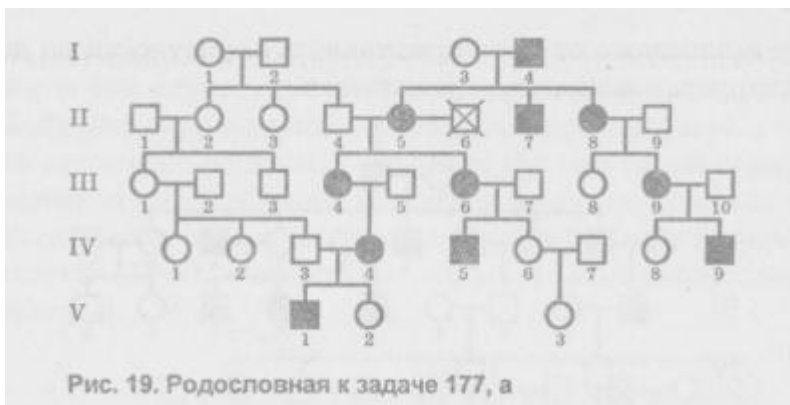 I
1 2 3 4
II
1 2 3 4 5 6 7 8 9
III
1 2 3 4 5 6 7 8 9 10
IV
1 2 3 4 5 6 7 8 9
V
1 2 3
Рис. 19. Родословная к задаче 177, а